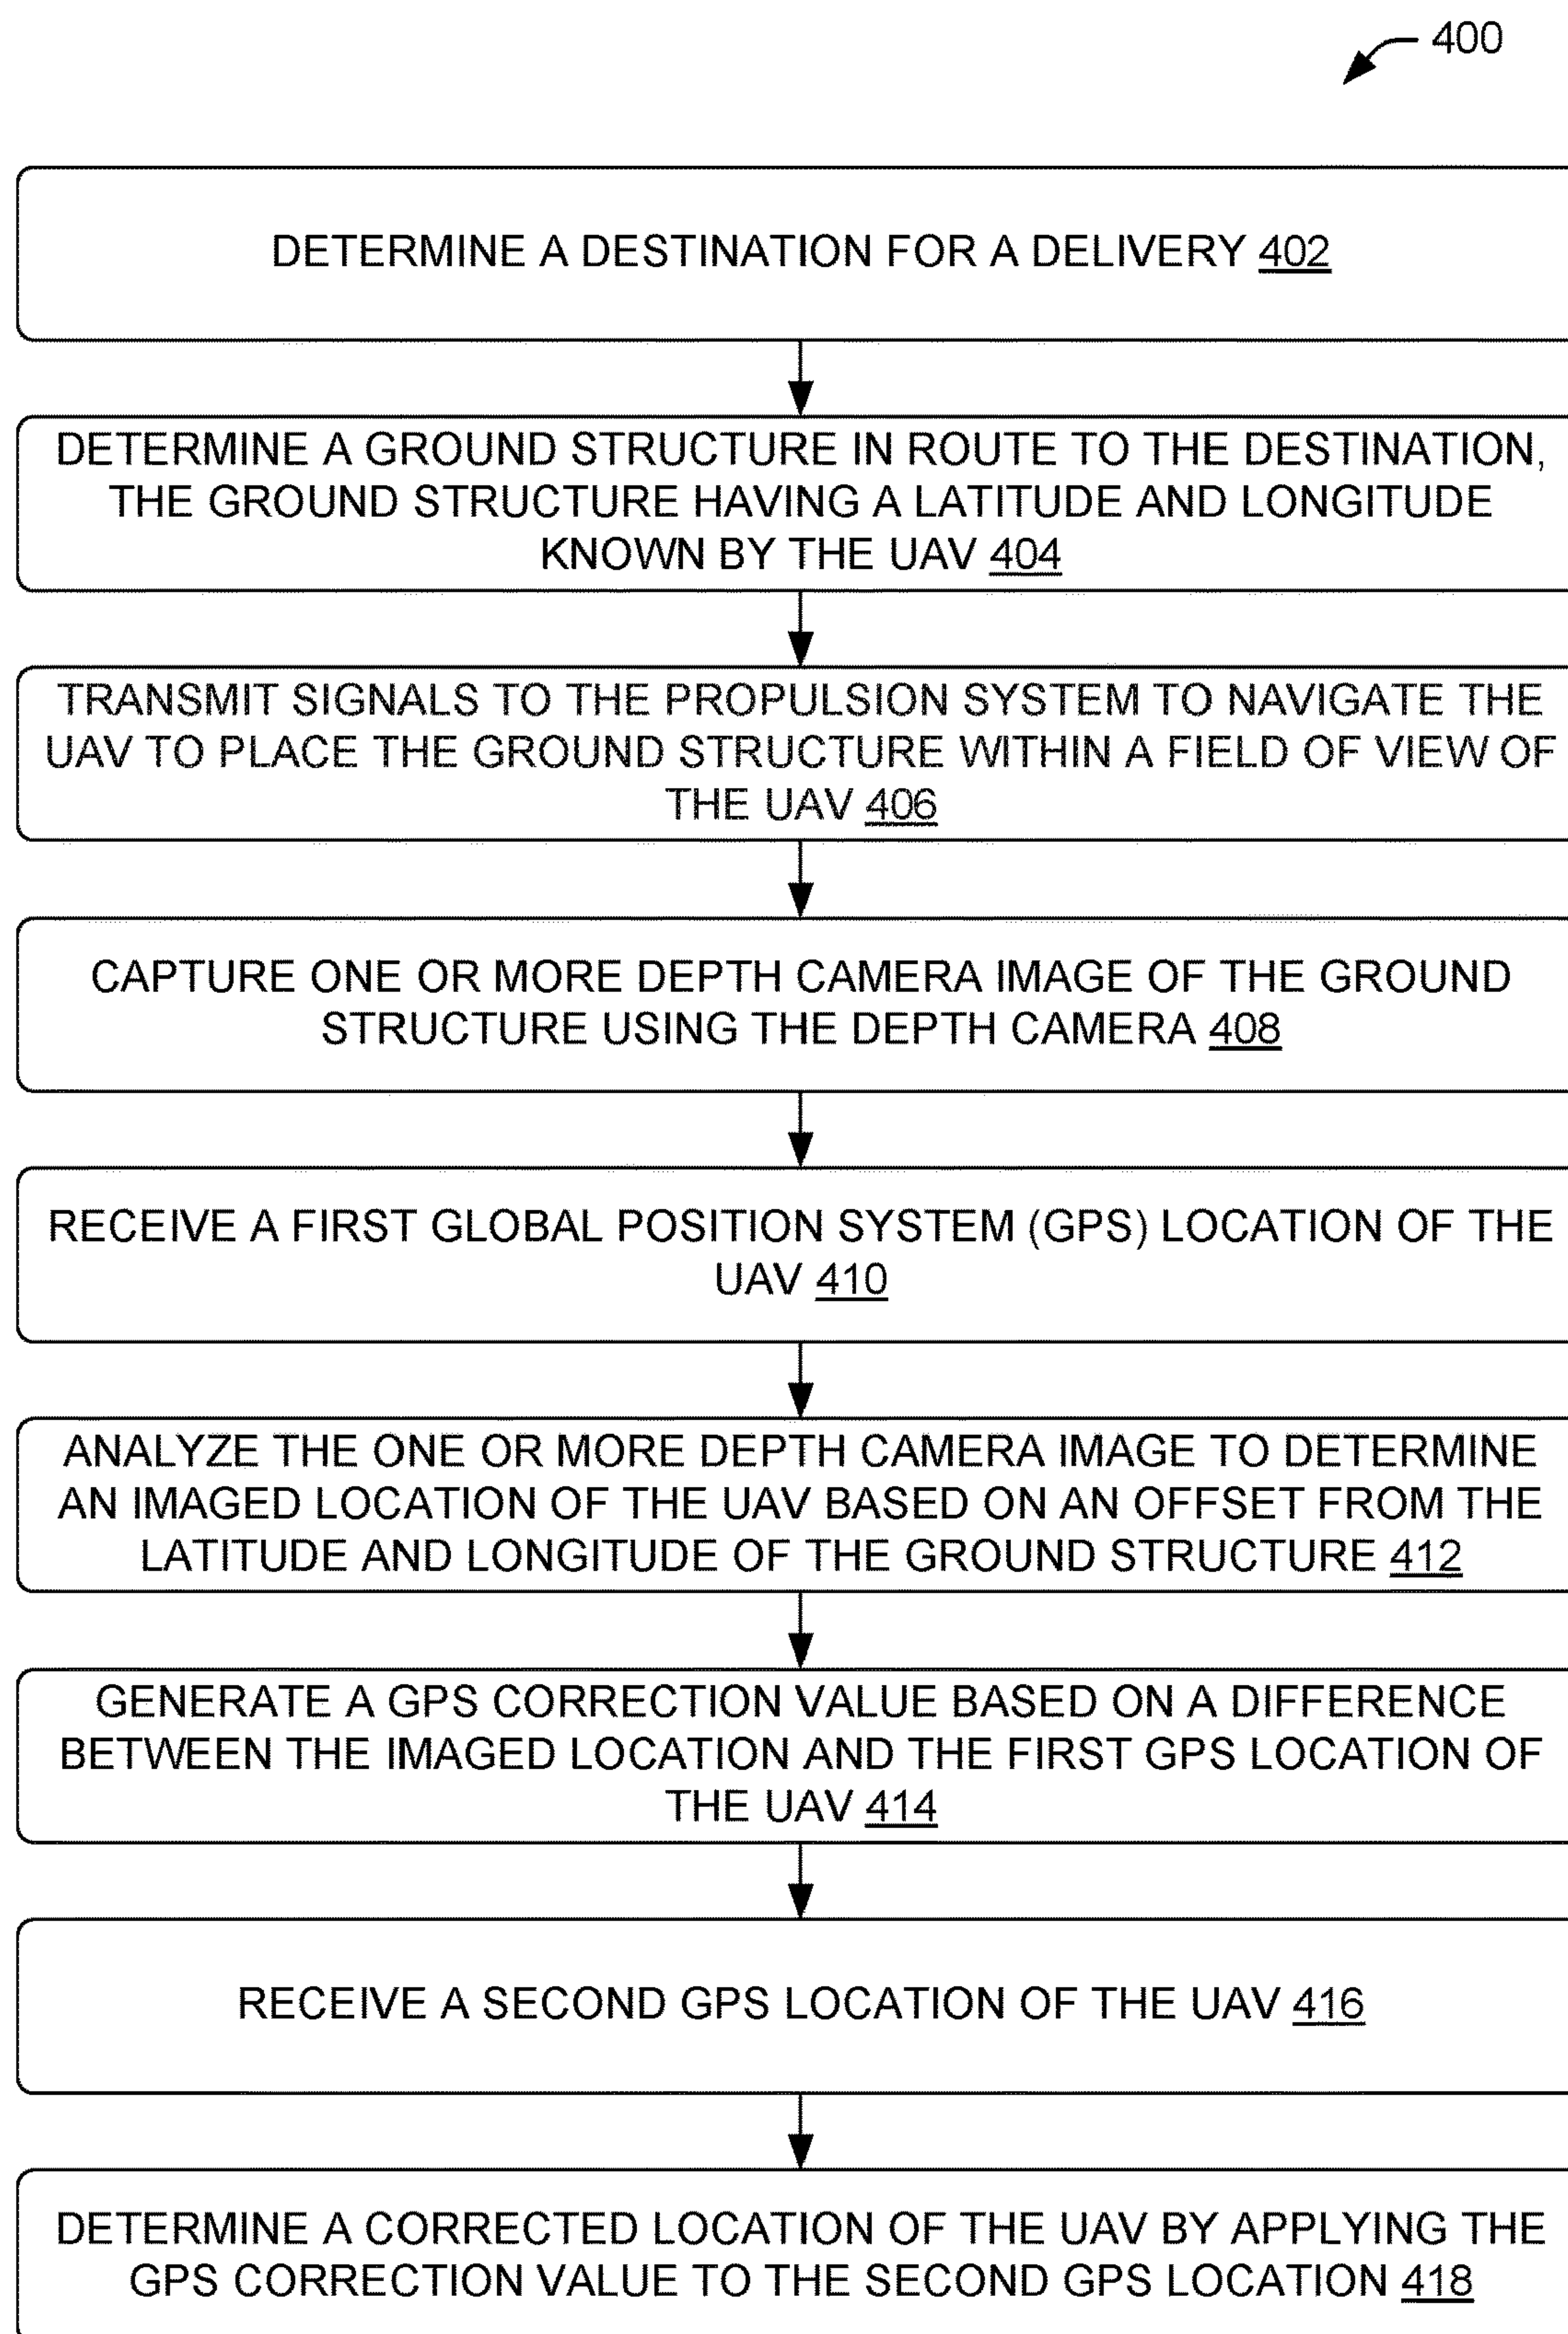 400
DETERMINE A DESTINATION FOR A DELIVERY 402
DETERMINE A GROUND STRUCTURE IN ROUTE TO THE DESTINATION,
THE GROUND STRUCTURE HAVING A LATITUDE AND LONGITUDE
KNOWN BY THE UAV 404
TRANSMIT SIGNALS TO THE PROPULSION SYSTEM TO NAVIGATE THE
UAV TO PLACE THE GROUND STRUCTURE WITHIN A FIELD OF VIEW OF
THE UAV 406
CAPTURE ONE OR MORE DEPTH CAMERA IMAGE OF THE GROUND
STRUCTURE USING THE DEPTH CAMERA 408
RECEIVE A FIRST GLOBAL POSITION SYSTEM (GPS) LOCATION OF THE
UAV 410
ANALYZE THE ONE OR MORE DEPTH CAMERA IMAGE TO DETERMINE
AN IMAGED LOCATION OF THE UAV BASED ON AN OFFSET FROM THE
LATITUDE AND LONGITUDE OF THE GROUND STRUCTURE 412
GENERATE A GPS CORRECTION VALUE BASED ON A DIFFERENCE
BETWEEN THE IMAGED LOCATION AND THE FIRST GPS LOCATION OF
THE UAV 414
RECEIVE A SECOND GPS LOCATION OF THE UAV 416
DETERMINE A CORRECTED LOCATION OF THE UAV BY APPLYING THE
GPS CORRECTION VALUE TO THE SECOND GPS LOCATION 418